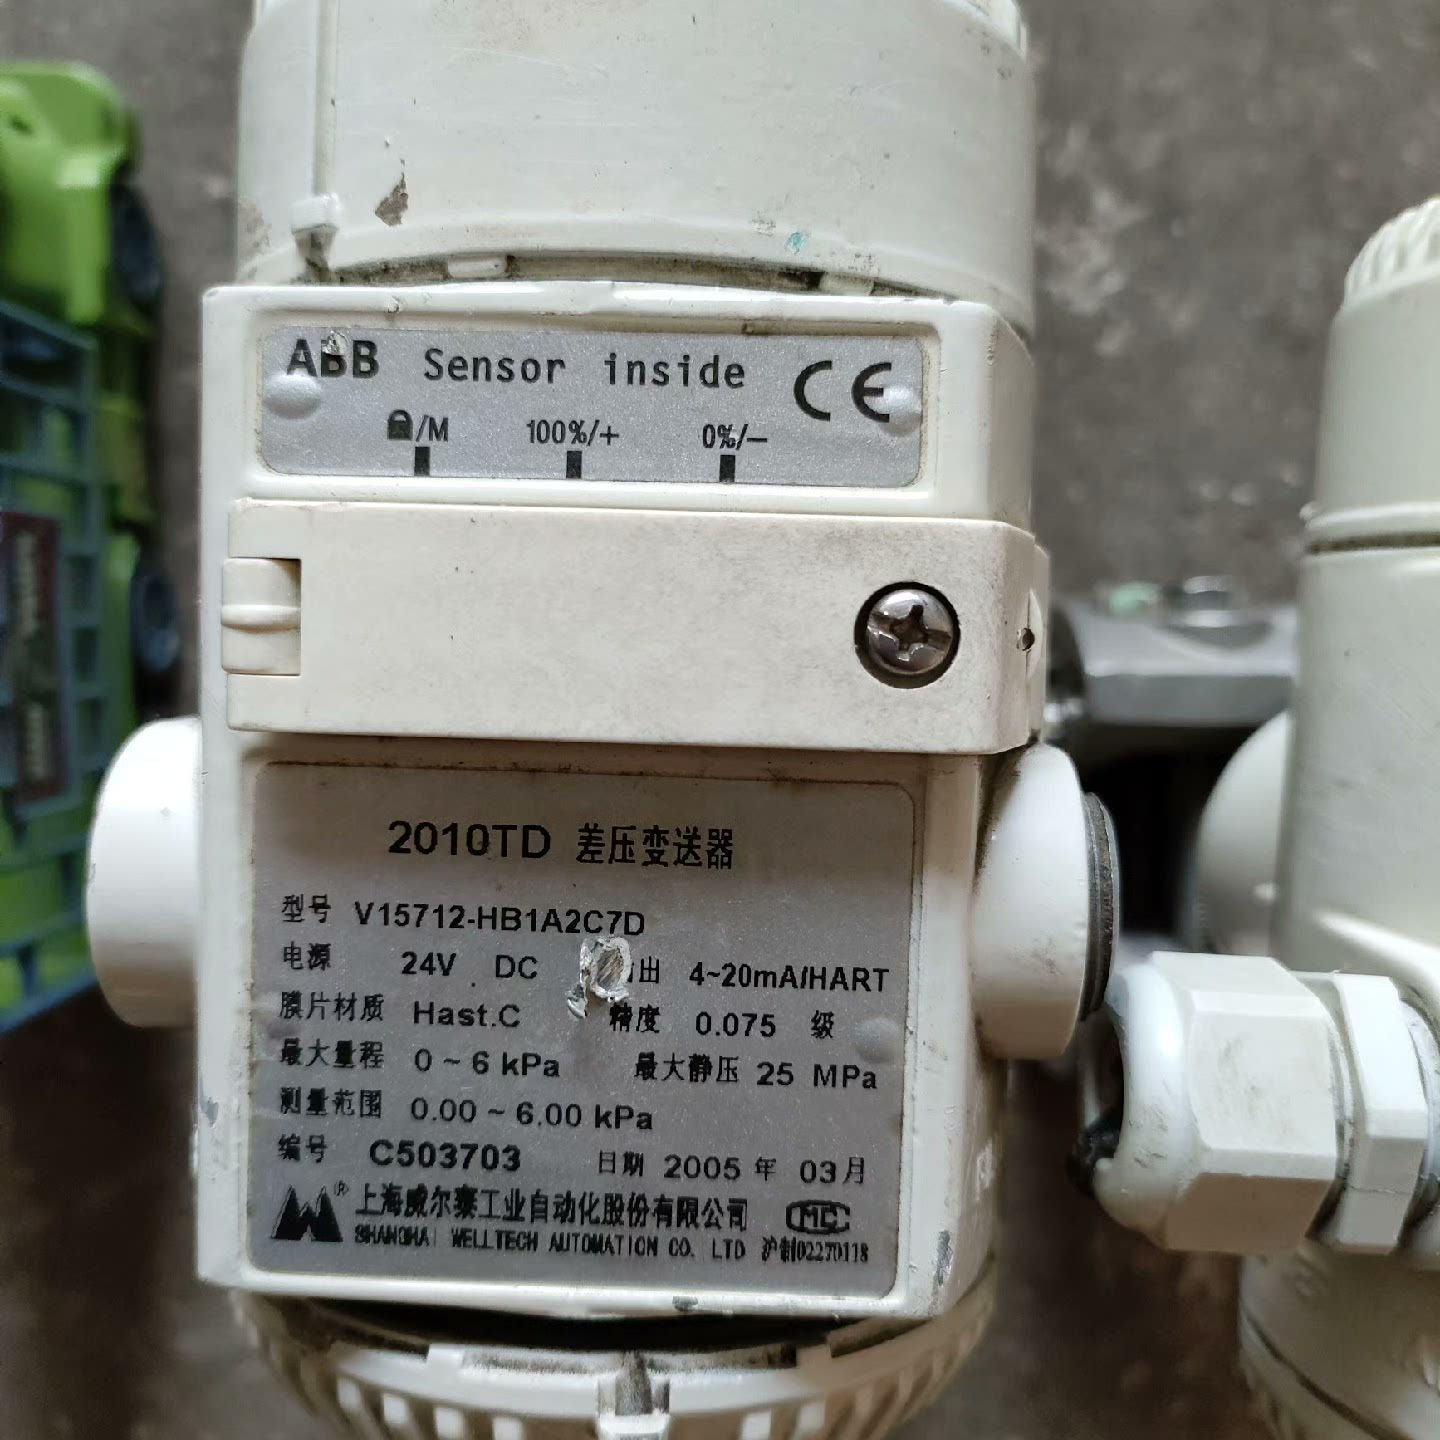 ABB Sensor inside CE
/M 100%/+ 0%/−
2010TD 差压变送器
型号 V15712-HB1A2C7D
电源 24V DC 出 4~20mA/HART
膜片材质 Hast.C 精度 0.075 级
最大量程 0 ~ 6 kPa 最大静压 25 MPa
测量范围 0.00 ~ 6.00 kPa
编号 C503703 日期 2005 年 03 月
® 上海威尔泰工业自动化股份有限公司 MC
SHANGHAI WELLTECH AUTOMATION CO. LTD 沪制02270118